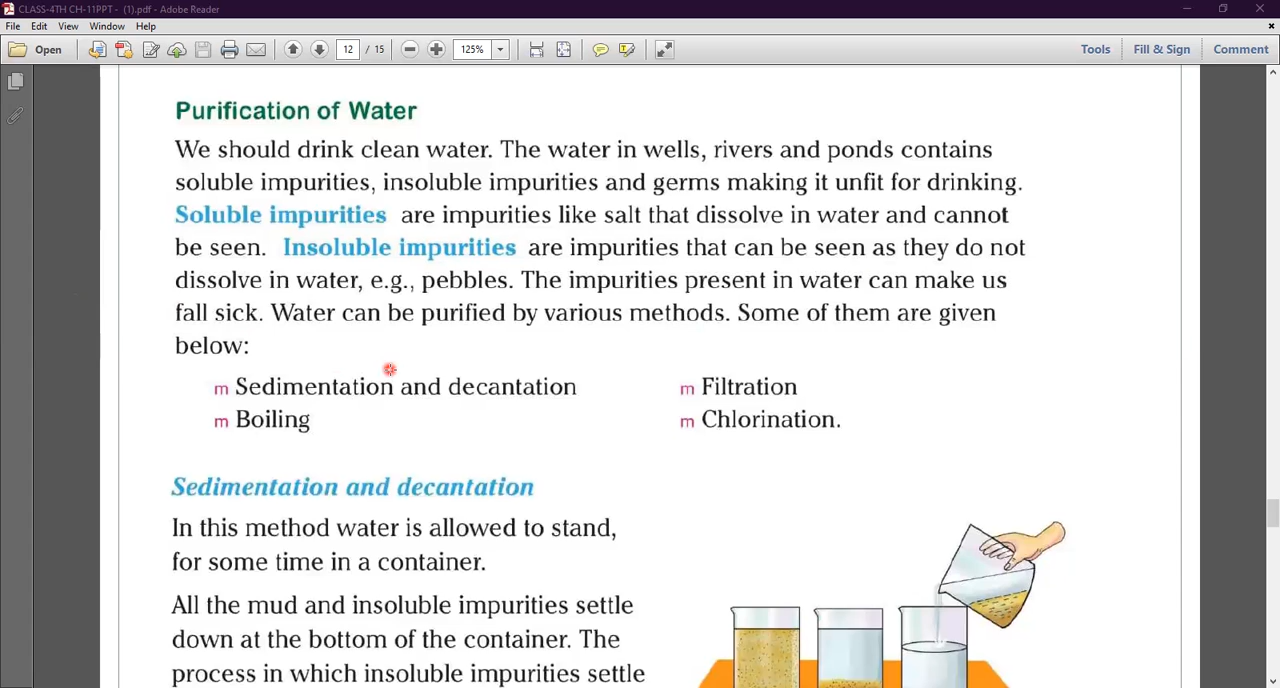 CLASS-4TH CH-11PPT - (1).pdf - Adobe Reader
File Edit View Window Help
Open 12 / 15 125% Tools Fill & Sign Comment
Purification of Water
We should drink clean water. The water in wells, rivers and ponds contains
soluble impurities, insoluble impurities and germs making it unfit for drinking.
Soluble impurities are impurities like salt that dissolve in water and cannot
be seen. Insoluble impurities are impurities that can be seen as they do not
dissolve in water, e.g., pebbles. The impurities present in water can make us
fall sick. Water can be purified by various methods. Some of them are given
below:
m Sedimentation and decantation m Filtration
m Boiling m Chlorination.
Sedimentation and decantation
In this method water is allowed to stand,
for some time in a container.
All the mud and insoluble impurities settle
down at the bottom of the container. The
process in which insoluble impurities settle